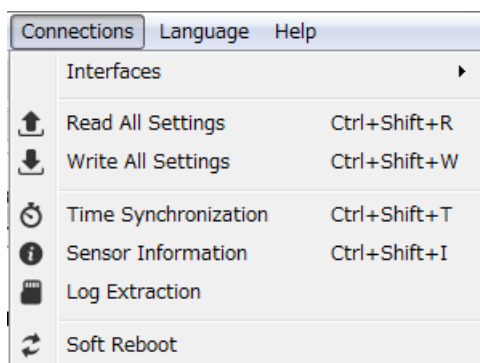 Connections Language Help
Interfaces
Read All Settings Ctrl+Shift+R
Write All Settings Ctrl+Shift+W
Time Synchronization Ctrl+Shift+T
Sensor Information Ctrl+Shift+I
Log Extraction
Soft Reboot